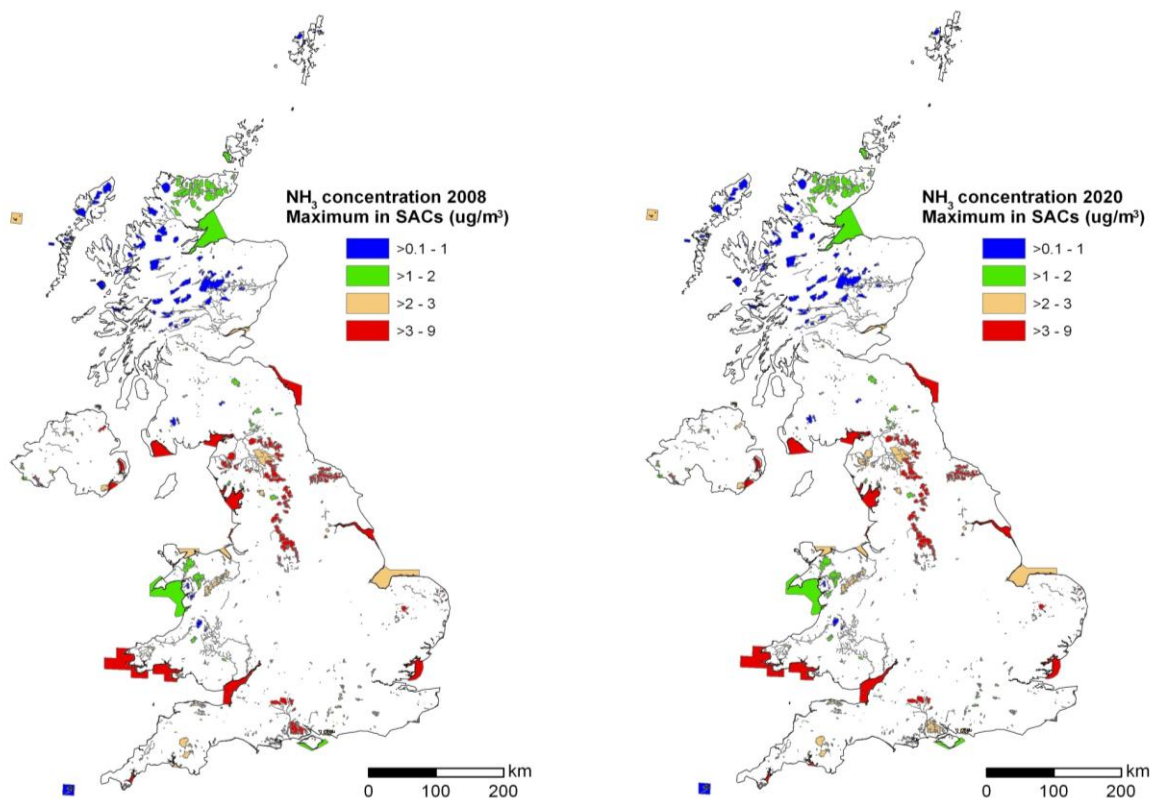 NH₃ concentration 2008
Maximum in SACs (ug/m³)
>0.1 - 1
>1 - 2
>2 - 3
>3 - 9
km
0 100 200
NH₃ concentration 2020
Maximum in SACs (ug/m³)
>0.1 - 1
>1 - 2
>2 - 3
>3 - 9
km
0 100 200